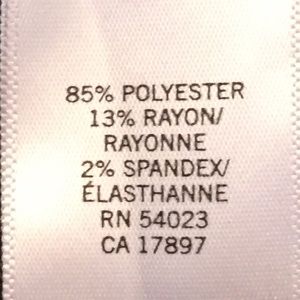 85% POLYESTER
13% RAYON/
RAYONNE
2% SPANDEX/
ÉLASTHANNE
RN 54023
CA 17897